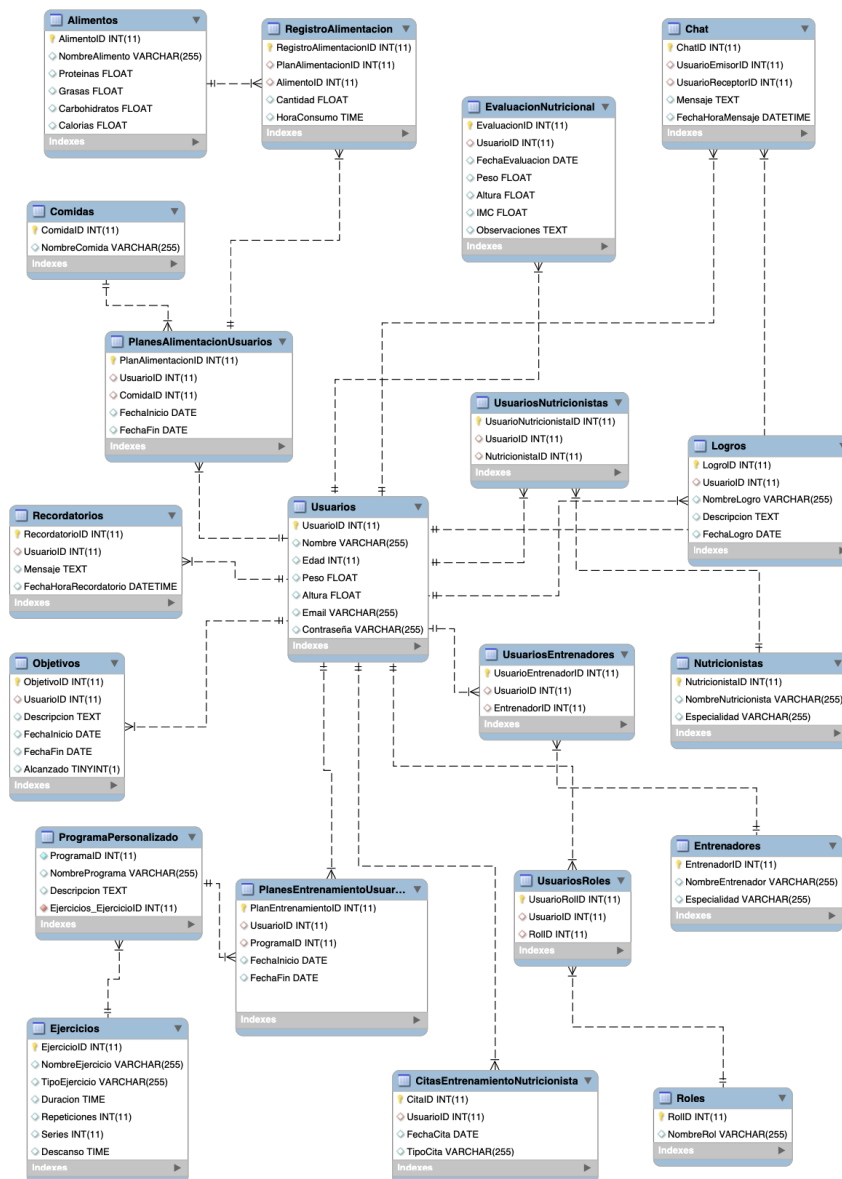 Alimentos
AlimentoID INT(11)
NombreAlimento VARCHAR(255)
Proteinas FLOAT
Grasas FLOAT
Carbohidratos FLOAT
Calorias FLOAT
Indexes
RegistroAlimentacion
RegistroAlimentacionID INT(11)
PlanAlimentacionID INT(11)
AlimentoID INT(11)
Cantidad FLOAT
HoraConsumo TIME
Indexes
Chat
ChatID INT(11)
UsuarioEmisorID INT(11)
UsuarioReceptorID INT(11)
Mensaje TEXT
FechaHoraMensaje DATETIME
Indexes
EvaluacionNutricional
EvaluacionID INT(11)
UsuarioID INT(11)
FechaEvaluacion DATE
Peso FLOAT
Altura FLOAT
IMC FLOAT
Observaciones TEXT
Indexes
Comidas
ComidaID INT(11)
NombreComida VARCHAR(255)
Indexes
PlanesAlimentacionUsuarios
PlanAlimentacionID INT(11)
UsuarioID INT(11)
ComidaID INT(11)
FechaInicio DATE
FechaFin DATE
Indexes
UsuariosNutricionistas
UsuarioNutricionistaID INT(11)
UsuarioID INT(11)
NutricionistaID INT(11)
Indexes
Logros
LogroID INT(11)
UsuarioID INT(11)
NombreLogro VARCHAR(255)
Descripcion TEXT
FechaLogro DATE
Indexes
Recordatorios
RecordatorioID INT(11)
UsuarioID INT(11)
Mensaje TEXT
FechaHoraRecordatorio DATETIME
Indexes
Usuarios
UsuarioID INT(11)
Nombre VARCHAR(255)
Edad INT(11)
Peso FLOAT
Altura FLOAT
Email VARCHAR(255)
Contraseña VARCHAR(255)
Indexes
Objetivos
ObjetivoID INT(11)
UsuarioID INT(11)
Descripcion TEXT
FechaInicio DATE
FechaFin DATE
Alcanzado TINYINT(1)
Indexes
UsuariosEntrenadores
UsuarioEntrenadorID INT(11)
UsuarioID INT(11)
EntrenadorID INT(11)
Indexes
Nutricionistas
NutricionistaID INT(11)
NombreNutricionista VARCHAR(255)
Especialidad VARCHAR(255)
Indexes
ProgramaPersonalizado
ProgramaID INT(11)
NombrePrograma VARCHAR(255)
Descripcion TEXT
Ejercicios_EjercicioID INT(11)
Indexes
PlanesEntrenamientoUsuar...
PlanEntrenamientoID INT(11)
UsuarioID INT(11)
ProgramaID INT(11)
FechaInicio DATE
FechaFin DATE
Indexes
UsuariosRoles
UsuarioRolID INT(11)
UsuarioID INT(11)
RolID INT(11)
Indexes
Entrenadores
EntrenadorID INT(11)
NombreEntrenador VARCHAR(255)
Especialidad VARCHAR(255)
Indexes
Ejercicios
EjercicioID INT(11)
NombreEjercicio VARCHAR(255)
TipoEjercicio VARCHAR(255)
Duracion TIME
Repeticiones INT(11)
Series INT(11)
Descanso TIME
Indexes
CitasEntrenamientoNutricionista
CitaID INT(11)
UsuarioID INT(11)
FechaCita DATE
TipoCita VARCHAR(255)
Indexes
Roles
RolID INT(11)
NombreRol VARCHAR(255)
Indexes